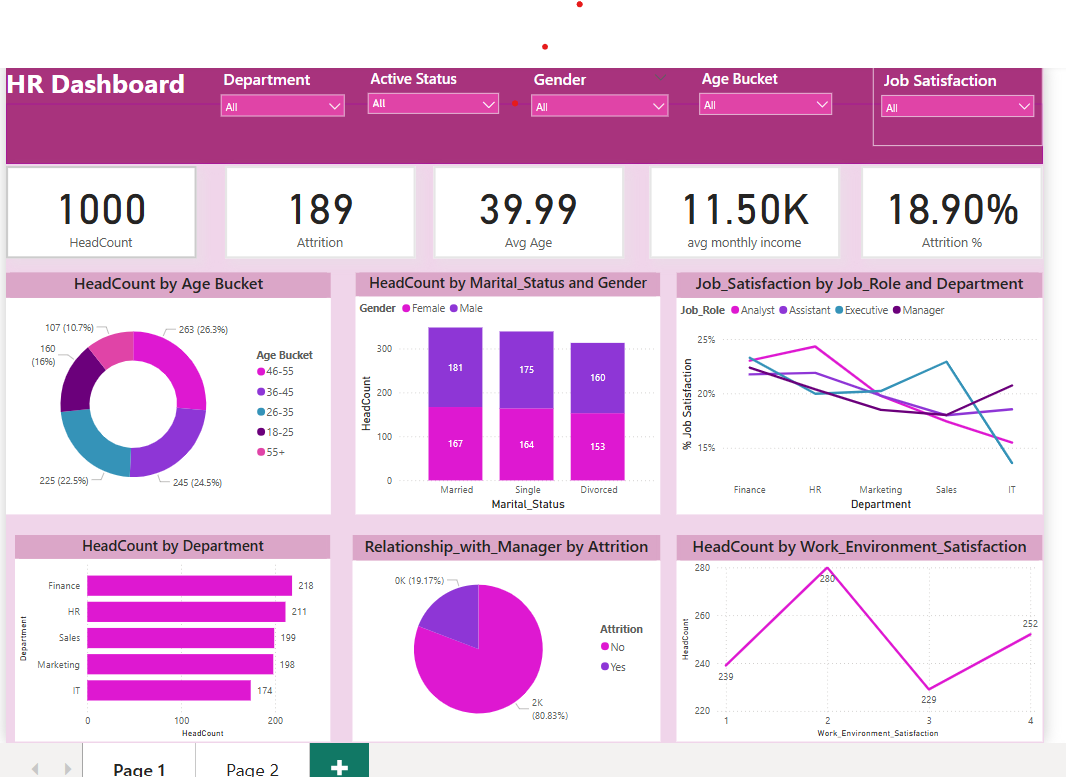 HR Dashboard
Department
All
Active Status
All
Gender
All
Age Bucket
All
Job Satisfaction
All
1000
HeadCount
189
Attrition
39.99
Avg Age
11.50K
avg monthly income
18.90%
Attrition %
HeadCount by Age Bucket
107 (10.7%)
263 (26.3%)
160
(16%)
225 (22.5%)
245 (24.5%)
Age Bucket
46-55
36-45
26-35
18-25
55+
HeadCount by Marital_Status and Gender
Gender Female Male
HeadCount
300
200
100
0
181
175
160
167
164
153
Married Single Divorced
Marital_Status
Job_Satisfaction by Job_Role and Department
Job_Role Analyst Assistant Executive Manager
% Job Satisfaction
25%
20%
15%
Finance HR Marketing Sales IT
Department
HeadCount by Department
Department
Finance 218
HR 211
Sales 199
Marketing 198
IT 174
0 100 200
HeadCount
Relationship_with_Manager by Attrition
0K (19.17%)
2K
(80.83%)
Attrition
No
Yes
HeadCount by Work_Environment_Satisfaction
HeadCount
280
260
240
220
239
280
229
252
1 2 3 4
Work_Environment_Satisfaction
Page 1 Page 2 +